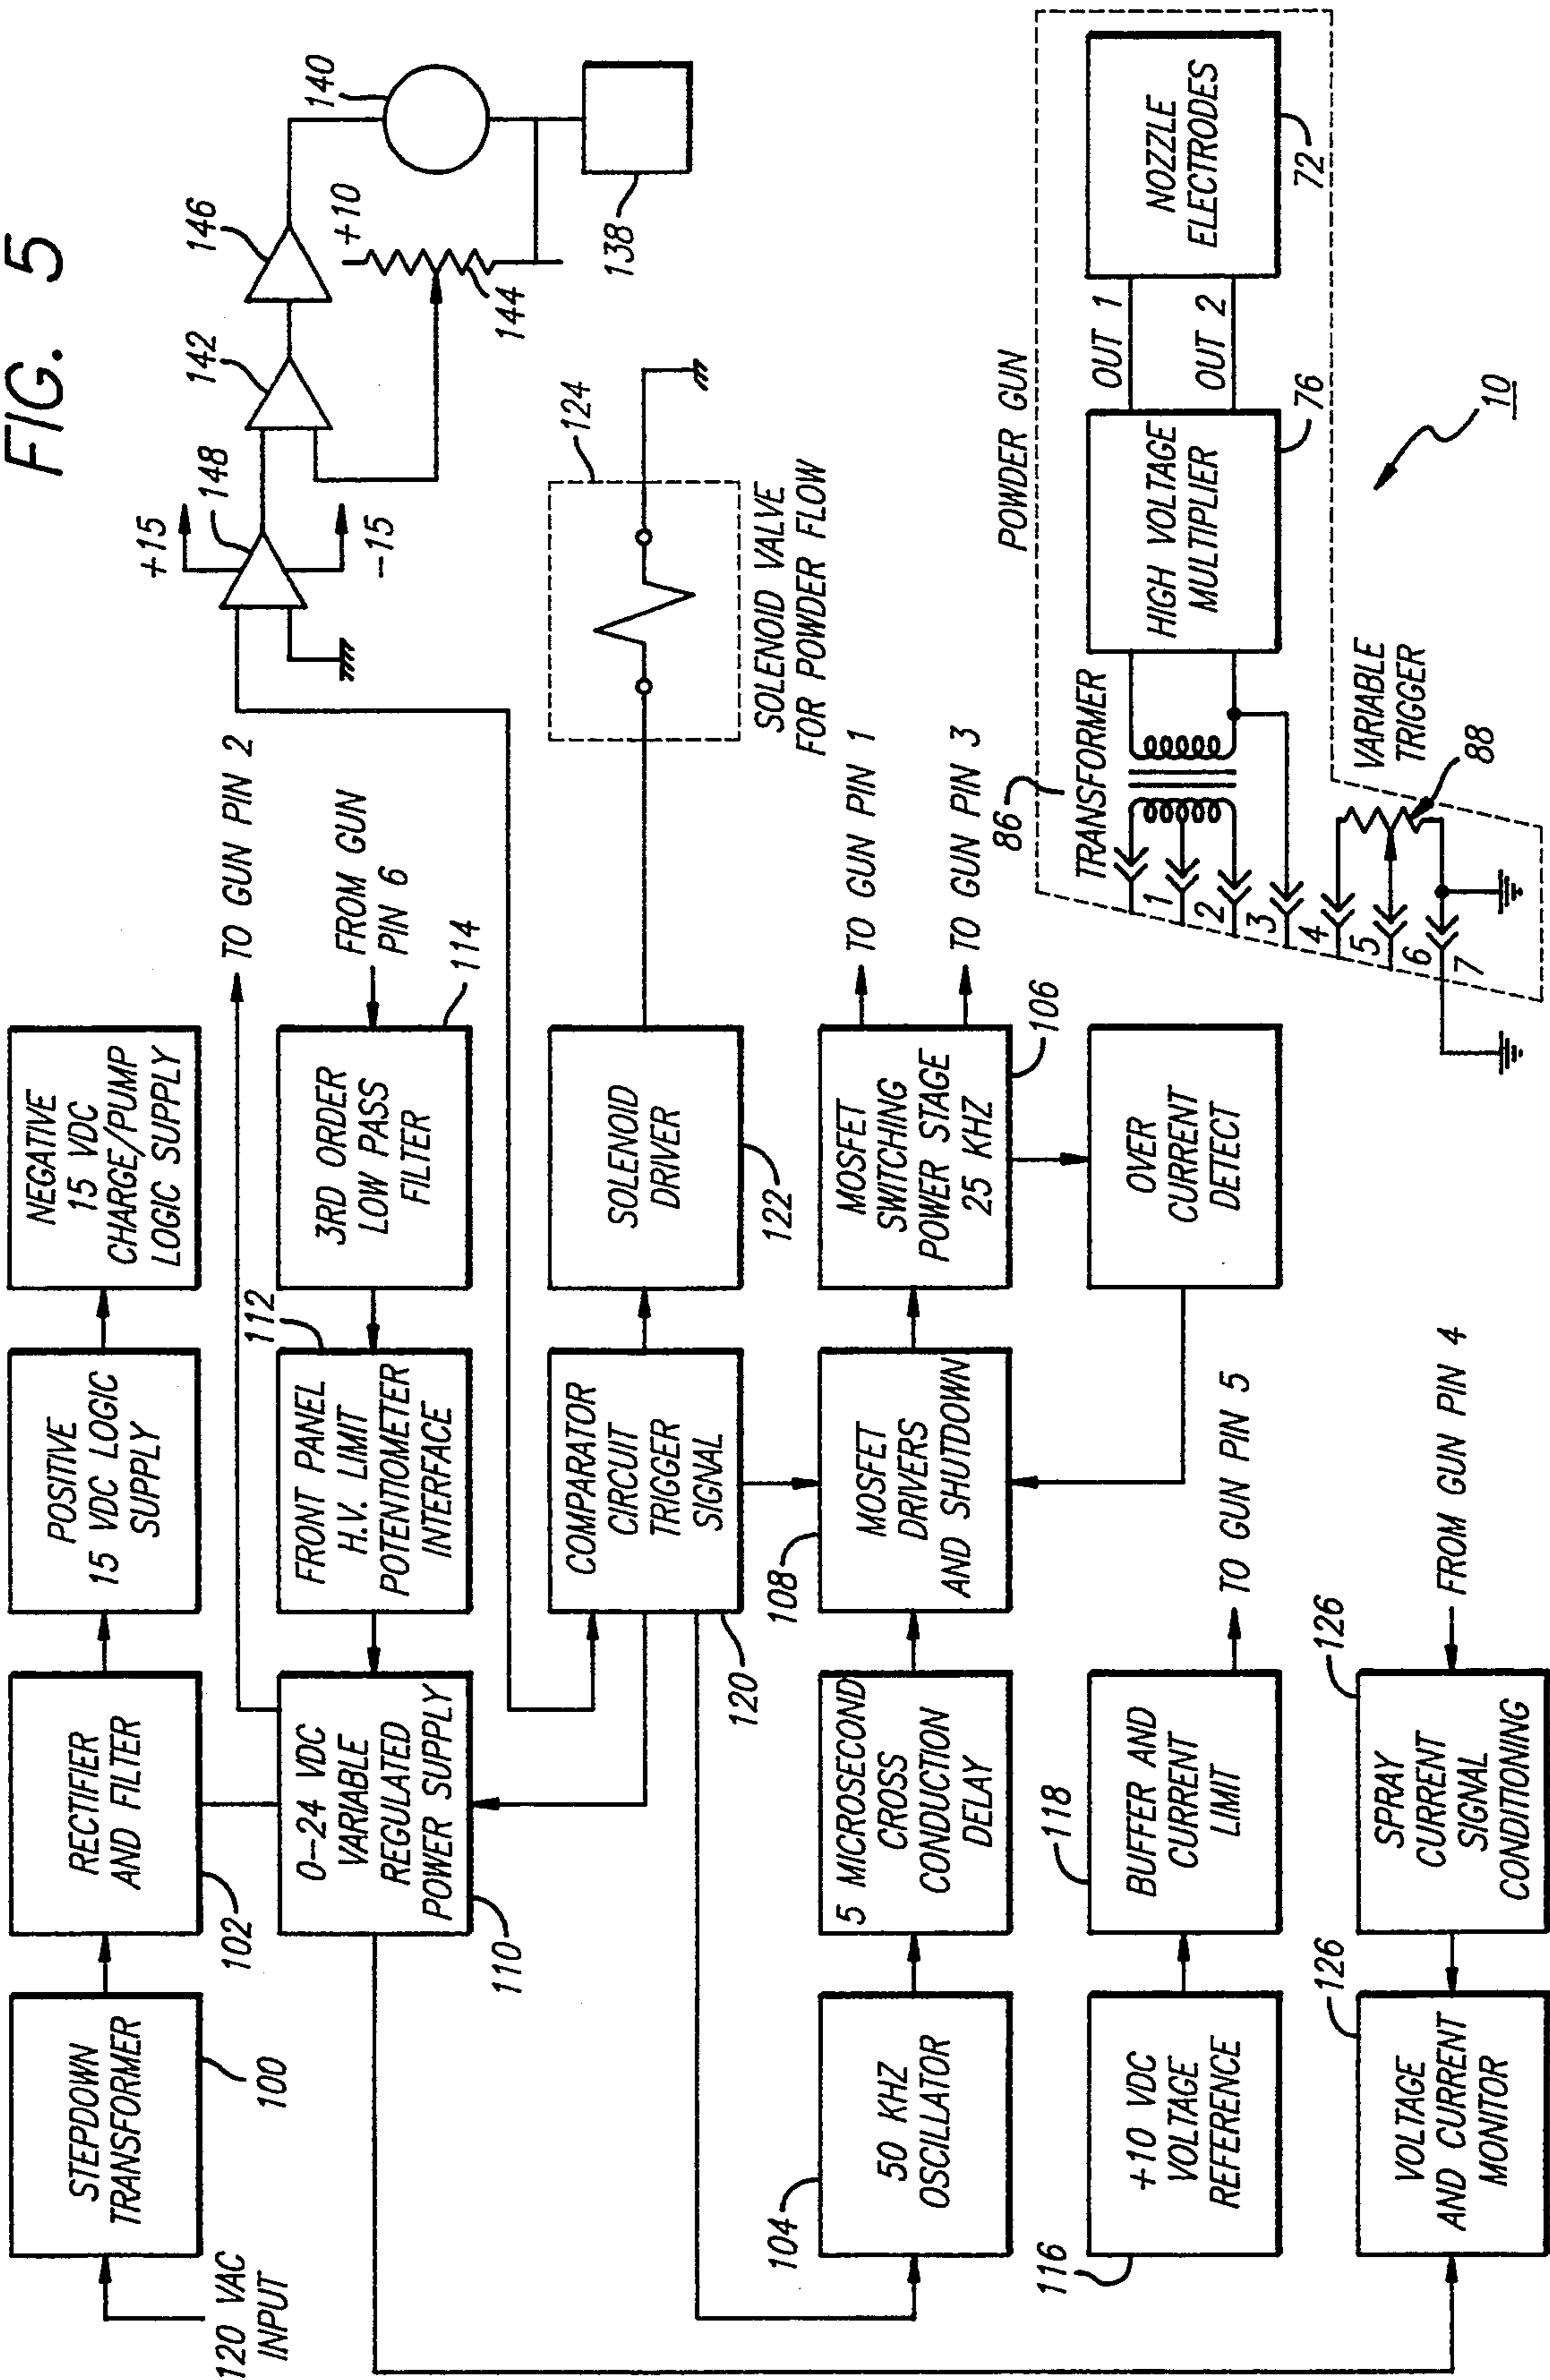 FIG. 5
120 VAC
INPUT
STEPDOWN
TRANSFORMER
100
RECTIFIER
AND FILTER
102
POSITIVE
15 VDC LOGIC
SUPPLY
NEGATIVE
15 VDC
CHARGE/PUMP
LOGIC SUPPLY
0-24 VDC
VARIABLE
REGULATED
POWER SUPPLY
110
FRONT PANEL
H.V. LIMIT
POTENTIOMETER
INTERFACE
112
3RD ORDER
LOW PASS
FILTER
114
TO GUN PIN 2
FROM GUN
PIN 6
+15
148
-15
142
146
+10
144
140
138
COMPARATOR
CIRCUIT
TRIGGER
SIGNAL
120
SOLENOID
DRIVER
122
124
SOLENOID VALVE
FOR POWDER FLOW
50 KHZ
OSCILLATOR
104
5 MICROSECOND
CROSS
CONDUCTION
DELAY
MOSFET
DRIVERS
AND SHUTDOWN
108
MOSFET
SWITCHING
POWER STAGE
25 KHZ
106
TO GUN PIN 1
TO GUN PIN 3
+10 VDC
VOLTAGE
REFERENCE
116
BUFFER AND
CURRENT
LIMIT
118
TO GUN PIN 5
OVER
CURRENT
DETECT
VOLTAGE
AND CURRENT
MONITOR
126
SPRAY
CURRENT
SIGNAL
CONDITIONING
126
FROM GUN PIN 4
POWDER GUN
86
TRANSFORMER
1
2
3
4
5
6
7
HIGH VOLTAGE
MULTIPLIER
76
OUT 1
OUT 2
NOZZLE
ELECTRODES
72
VARIABLE
TRIGGER
88
10